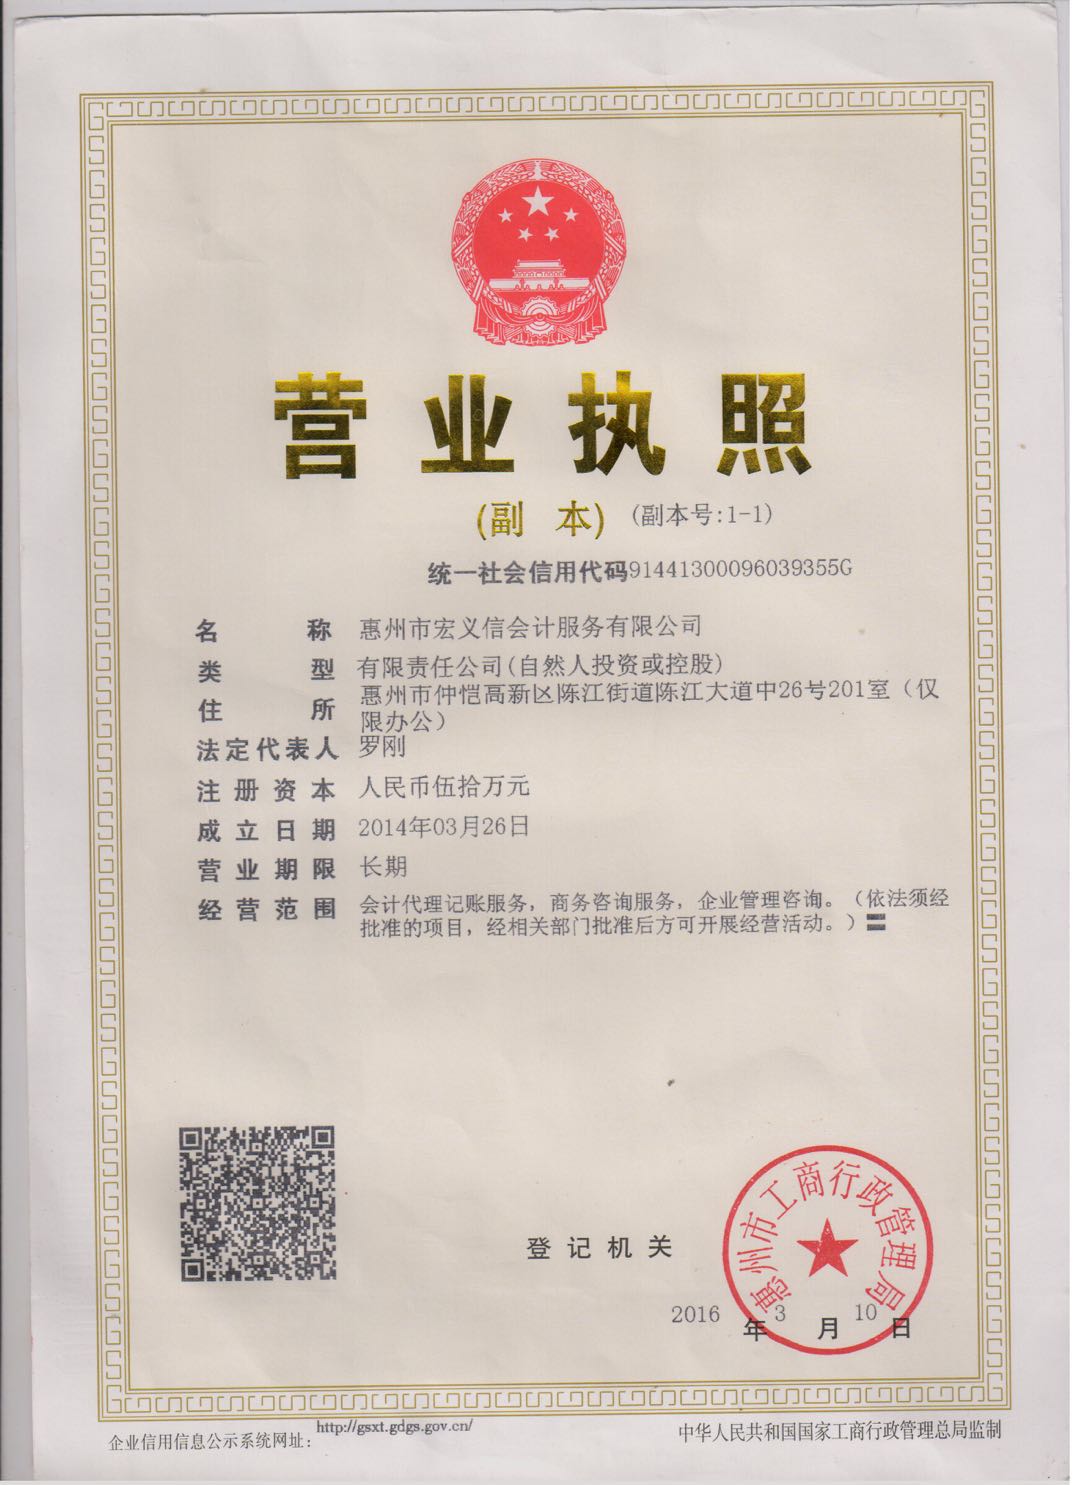 营业执照
(副 本) (副本号:1-1)
统一社会信用代码91441300096039355G
名称 惠州市宏义信会计服务有限公司
类型 有限责任公司(自然人投资或控股)
住所 惠州市仲恺高新区陈江街道陈江大道中26号201室（仅
限办公）
法定代表人 罗刚
注册资本 人民币伍拾万元
成立日期 2014年03月26日
营业期限 长期
经营范围 会计代理记账服务，商务咨询服务，企业管理咨询。（依法须经
批准的项目，经相关部门批准后方可开展经营活动。）
登记机关
惠州市工商行政管理局
2016年3月10日
企业信用信息公示系统网址： http://gsxt.gdgs.gov.cn/
中华人民共和国国家工商行政管理总局监制